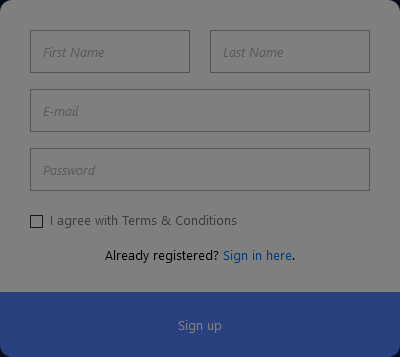 First Name Last Name
E-mail
Password
I agree with Terms & Conditions
Already registered? Sign in here.
Sign up